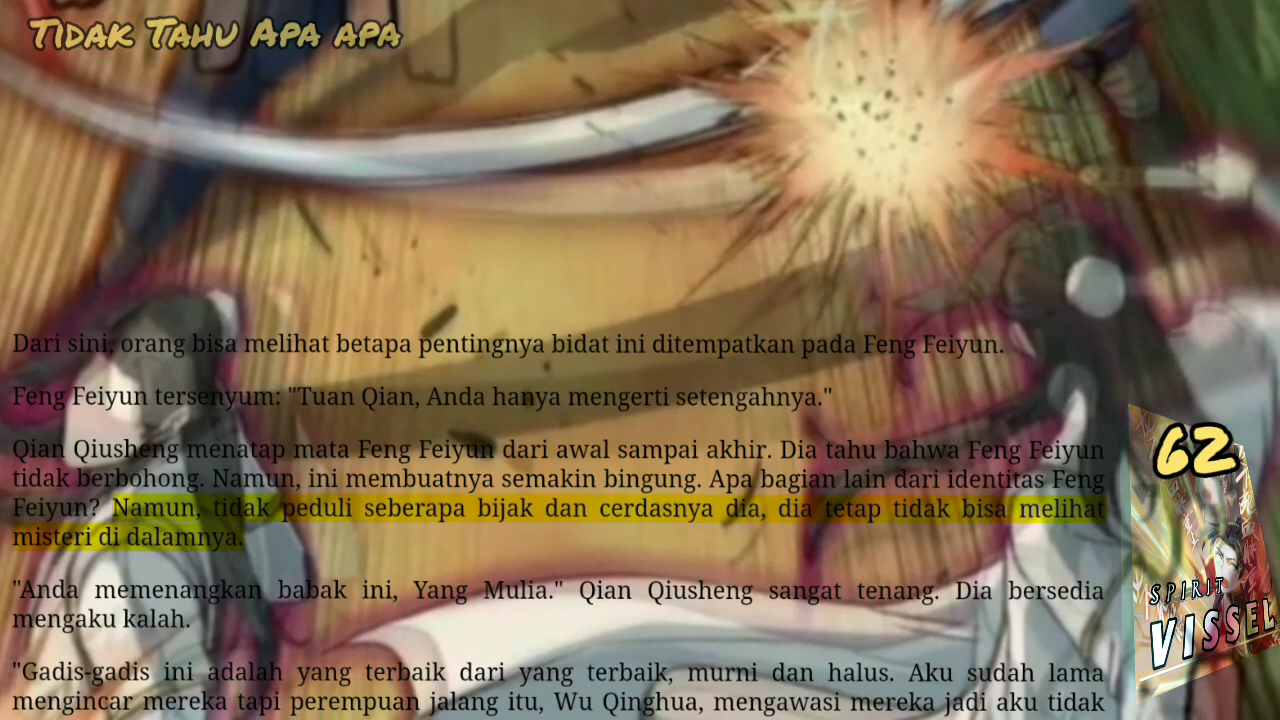 Tidak Tahu Apa apa
Dari sini, orang bisa melihat betapa pentingnya bidat ini ditempatkan pada Feng Feiyun.
Feng Feiyun tersenyum: "Tuan Qian, Anda hanya mengerti setengahnya."
Qian Qiusheng menatap mata Feng Feiyun dari awal sampai akhir. Dia tahu bahwa Feng Feiyun
tidak berbohong. Namun, ini membuatnya semakin bingung. Apa bagian lain dari identitas Feng
Feiyun? Namun, tidak peduli seberapa bijak dan cerdasnya dia, dia tetap tidak bisa melihat
misteri di dalamnya.
"Anda memenangkan babak ini, Yang Mulia." Qian Qiusheng sangat tenang. Dia bersedia
mengaku kalah.
"Gadis-gadis ini adalah yang terbaik dari yang terbaik, murni dan halus. Aku sudah lama
mengincar mereka tapi perempuan jalang itu, Wu Qinghua, mengawasi mereka jadi aku tidak
62
SPIRIT
VISSEL